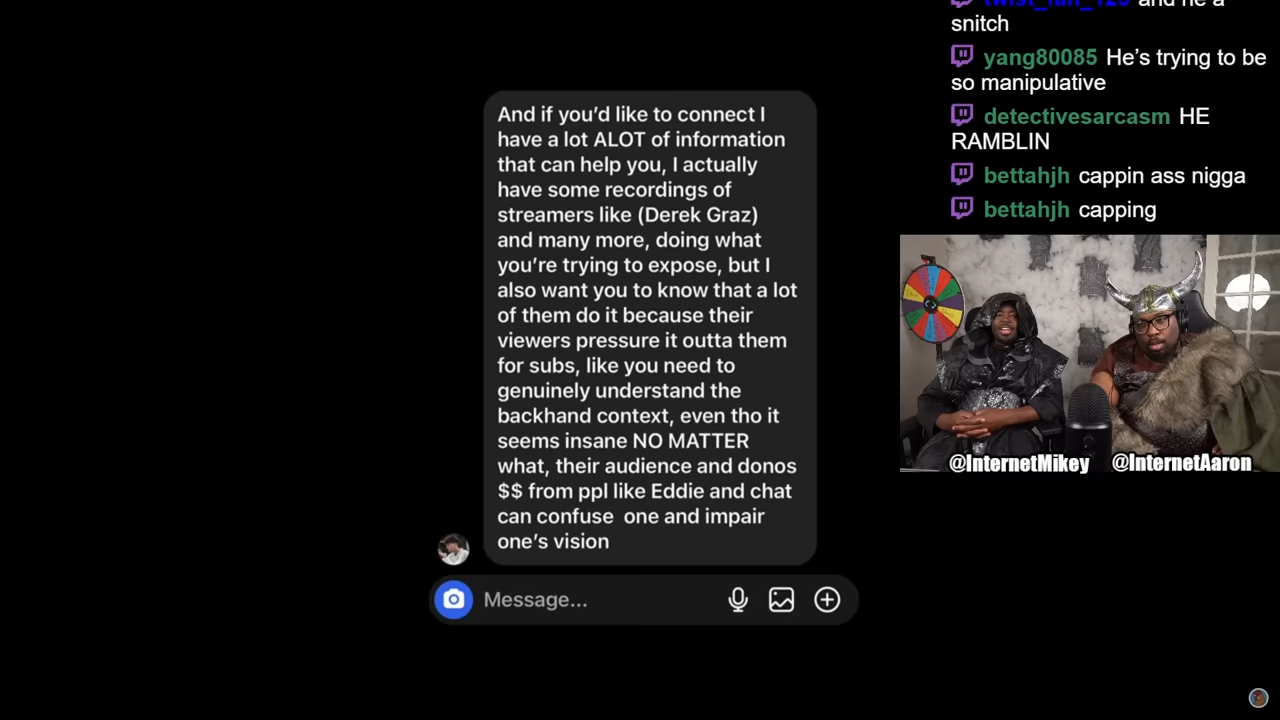 And if you’d like to connect I
have a lot ALOT of information
that can help you, I actually
have some recordings of
streamers like (Derek Graz)
and many more, doing what
you’re trying to expose, but I
also want you to know that a lot
of them do it because their
viewers pressure it outta them
for subs, like you need to
genuinely understand the
backhand context, even tho it
seems insane NO MATTER
what, their audience and donos
$$ from ppl like Eddie and chat
can confuse  one and impair
one’s vision
Message...
and he a
snitch
yang80085 He’s trying to be
so manipulative
detectivesarcasm HE
RAMBLIN
bettahjh cappin ass nigga
bettahjh capping
@InternetMikey @InternetAaron